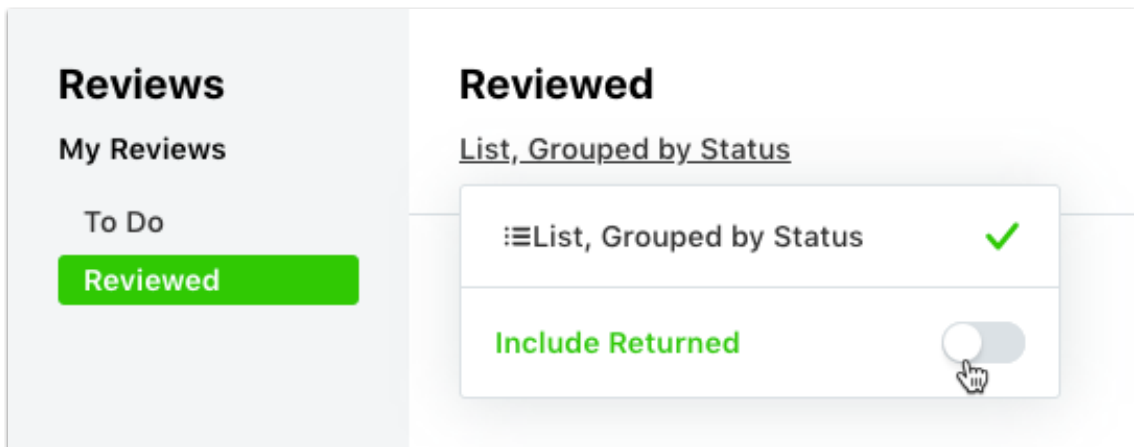 Reviews
My Reviews
To Do
Reviewed
Reviewed
List, Grouped by Status
List, Grouped by Status
Include Returned